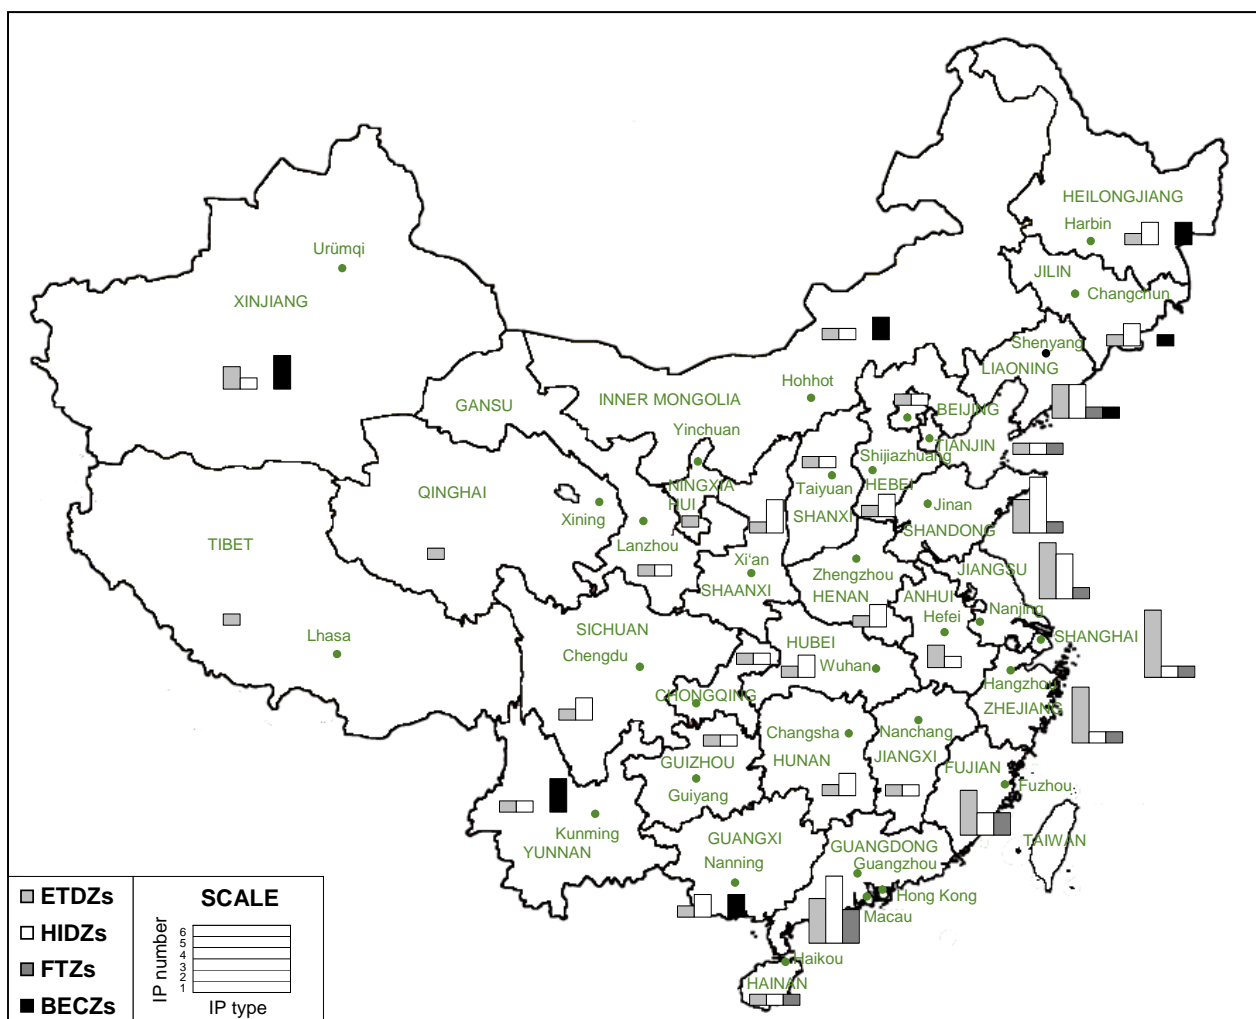 HEILONGJIANG
Harbin
Urümqi
JILIN
Changchun
XINJIANG
Shenyang
LIAONING
Hohhot
GANSU
INNER MONGOLIA
BEIJING
Yinchuan
TIANJIN
Shijiazhuang
QINGHAI
NINGXIA
HUI
Taiyuan
HEBEI
Xining
Jinan
SHANXI
SHANDONG
TIBET
Lanzhou
Xi'an
Zhengzhou
JIANGSU
SHAANXI
HENAN
ANHUI
Hefei
Nanjing
SICHUAN
HUBEI
SHANGHAI
Lhasa
Chengdu
Wuhan
Hangzhou
CHONGQING
ZHEJIANG
Changsha
Nanchang
GUIZHOU
HUNAN
JIANGXI
FUJIAN
Guiyang
Fuzhou
Kunming
GUANGXI
GUANGDONG
TAIWAN
YUNNAN
Nanning
Guangzhou
Hong Kong
Macau
Haikou
HAINAN
ETDZs
HIDZs
FTZs
BECZs
SCALE
IP number
6
5
4
3
2
1
IP type